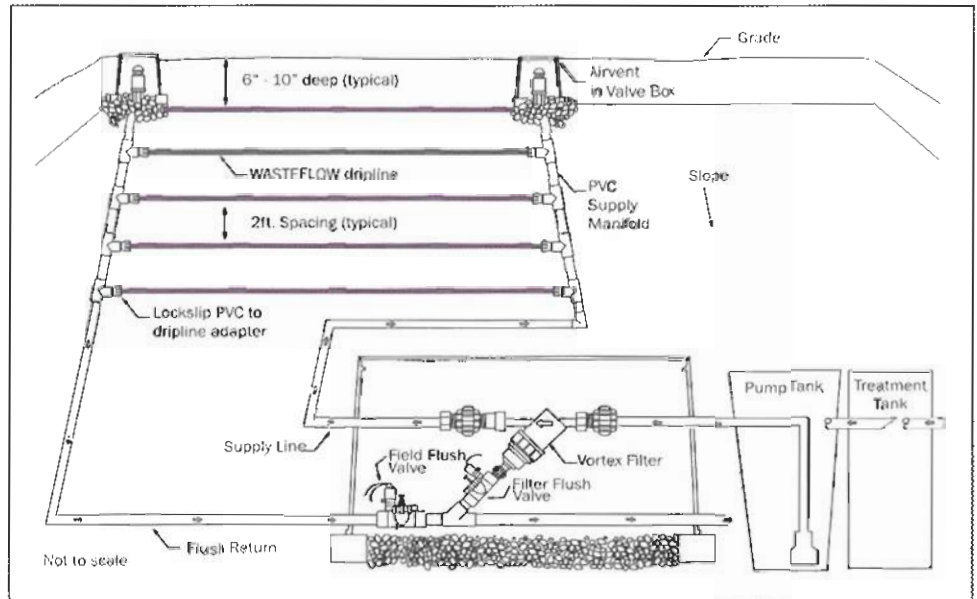 Grade
6" - 10" deep (typical)
Airvent
in Valve Box
WASTEFLOW dripline
Slope
PVC
Supply
Manifold
2ft. Spacing (typical)
Lockslip PVC to
dripline adapter
Pump Tank
Treatment
Tank
Supply Line
Field Flush
Valve
Vortex Filter
Filter Flush
Valve
Flush Return
Not to scale